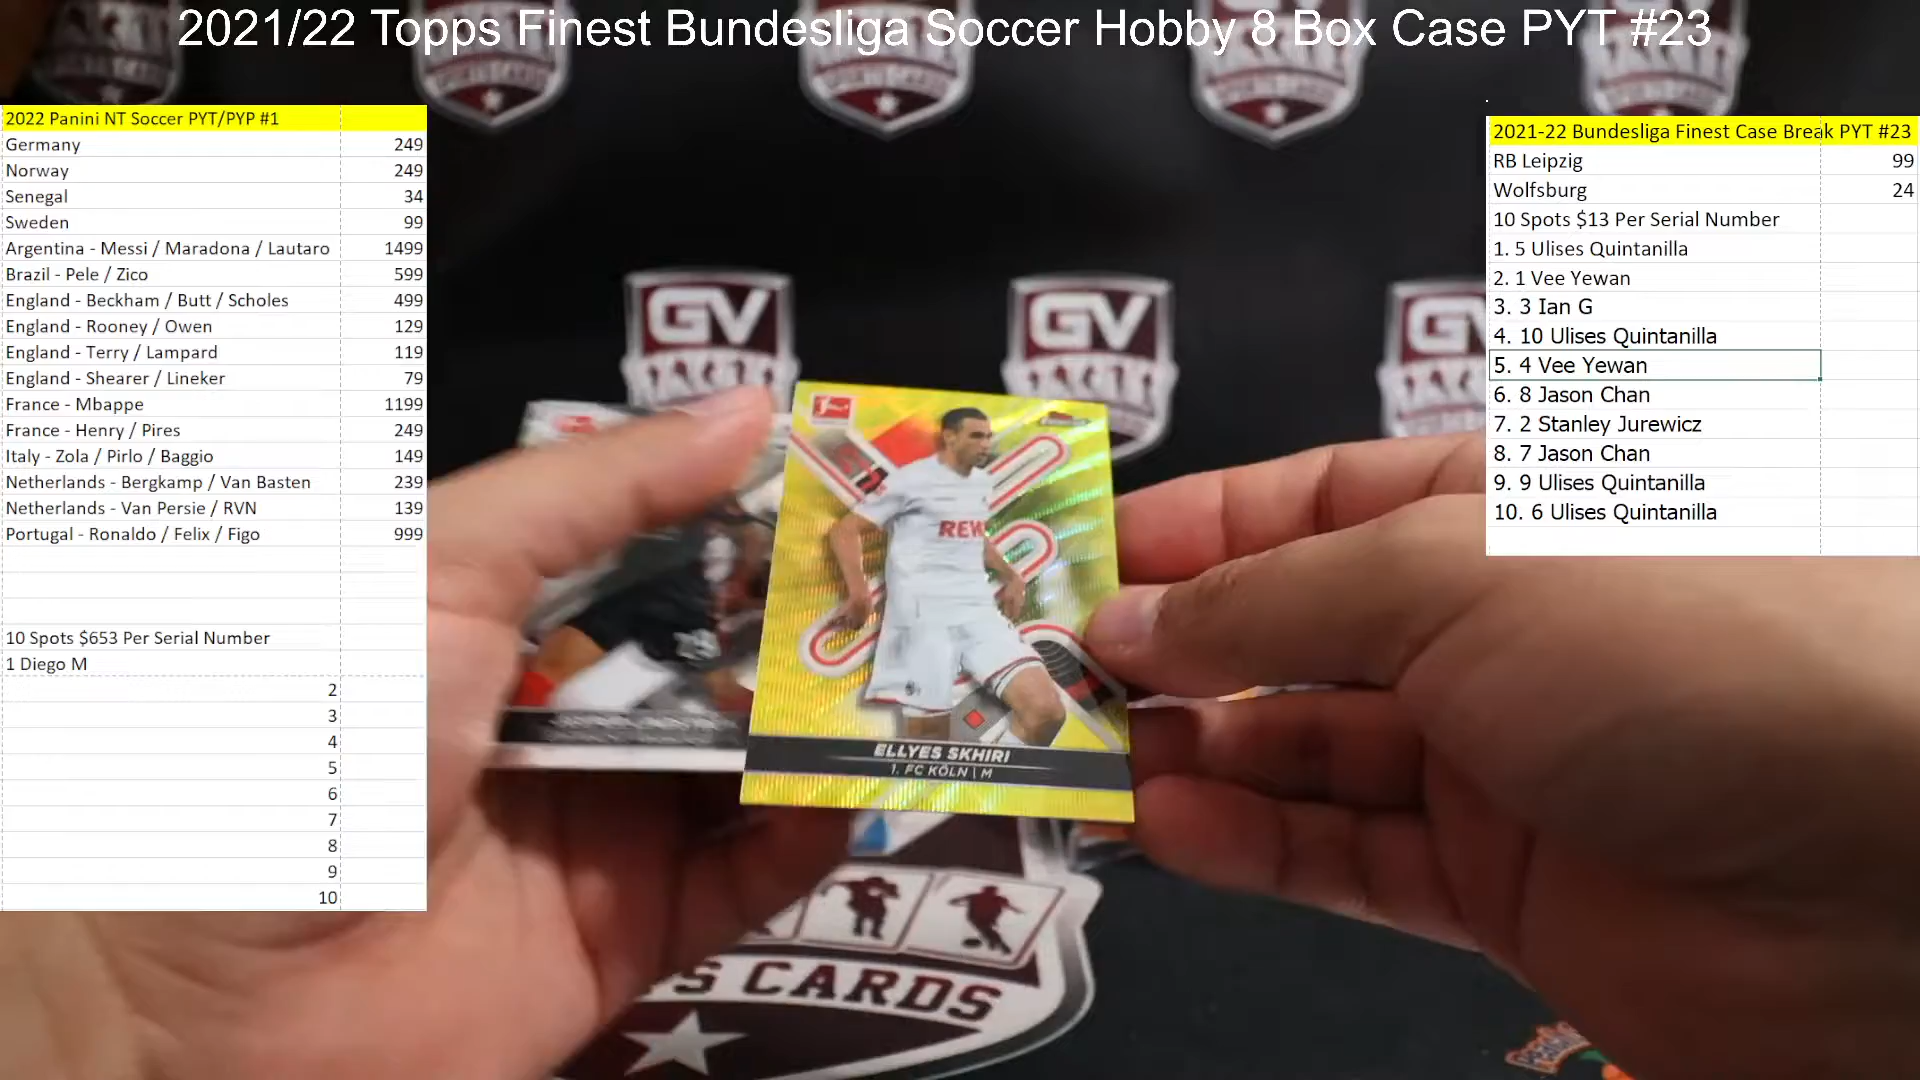 2021/22 Topps Finest Bundesliga Soccer Hobby 8 Box Case PYT #23
2022 Panini NT Soccer PYT/PYP #1
Germany 249
Norway 249
Senegal 34
Sweden 99
Argentina - Messi / Maradona / Lautaro 1499
Brazil - Pele / Zico 599
England - Beckham / Butt / Scholes 499
England - Rooney / Owen 129
England - Terry / Lampard 119
England - Shearer / Lineker 79
France - Mbappe 1199
France - Henry / Pires 249
Italy - Zola / Pirlo / Baggio 149
Netherlands - Bergkamp / Van Basten 239
Netherlands - Van Persie / RVN 139
Portugal - Ronaldo / Felix / Figo 999
10 Spots $653 Per Serial Number
1 Diego M
2
3
4
5
6
7
8
9
10
2021-22 Bundesliga Finest Case Break PYT #23
RB Leipzig 99
Wolfsburg 24
10 Spots $13 Per Serial Number
1. 5 Ulises Quintanilla
2. 1 Vee Yewan
3. 3 Ian G
4. 10 Ulises Quintanilla
5. 4 Vee Yewan
6. 8 Jason Chan
7. 2 Stanley Jurewicz
8. 7 Jason Chan
9. 9 Ulises Quintanilla
10. 6 Ulises Quintanilla
GV
GV
GV
REW
ELLYES SKHIRI
1. FC KÖLN | M
S CARDS